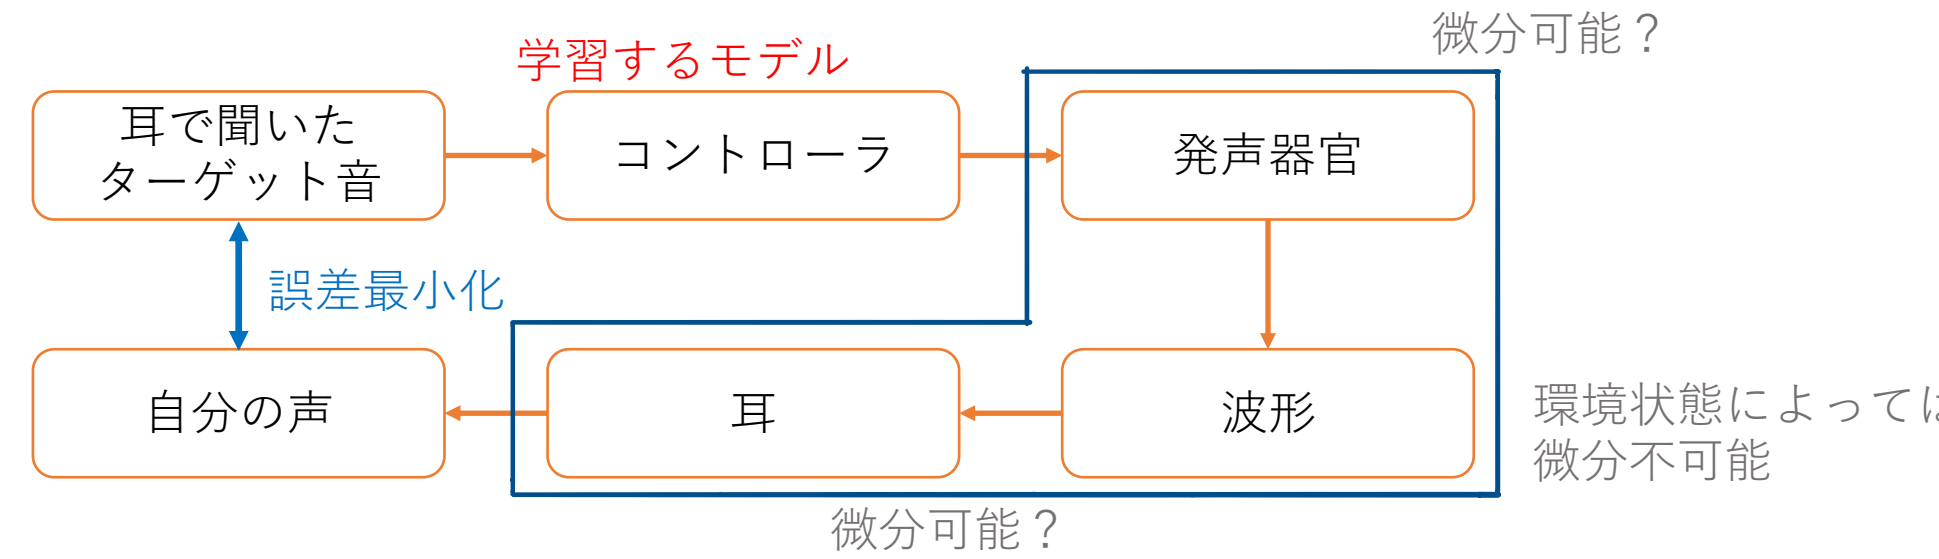 微分可能？
学習するモデル
耳で聞いた
ターゲット音
コントローラ
発声器官
誤差最小化
自分の声
耳
波形
環境状態によっては
微分不可能
微分可能？